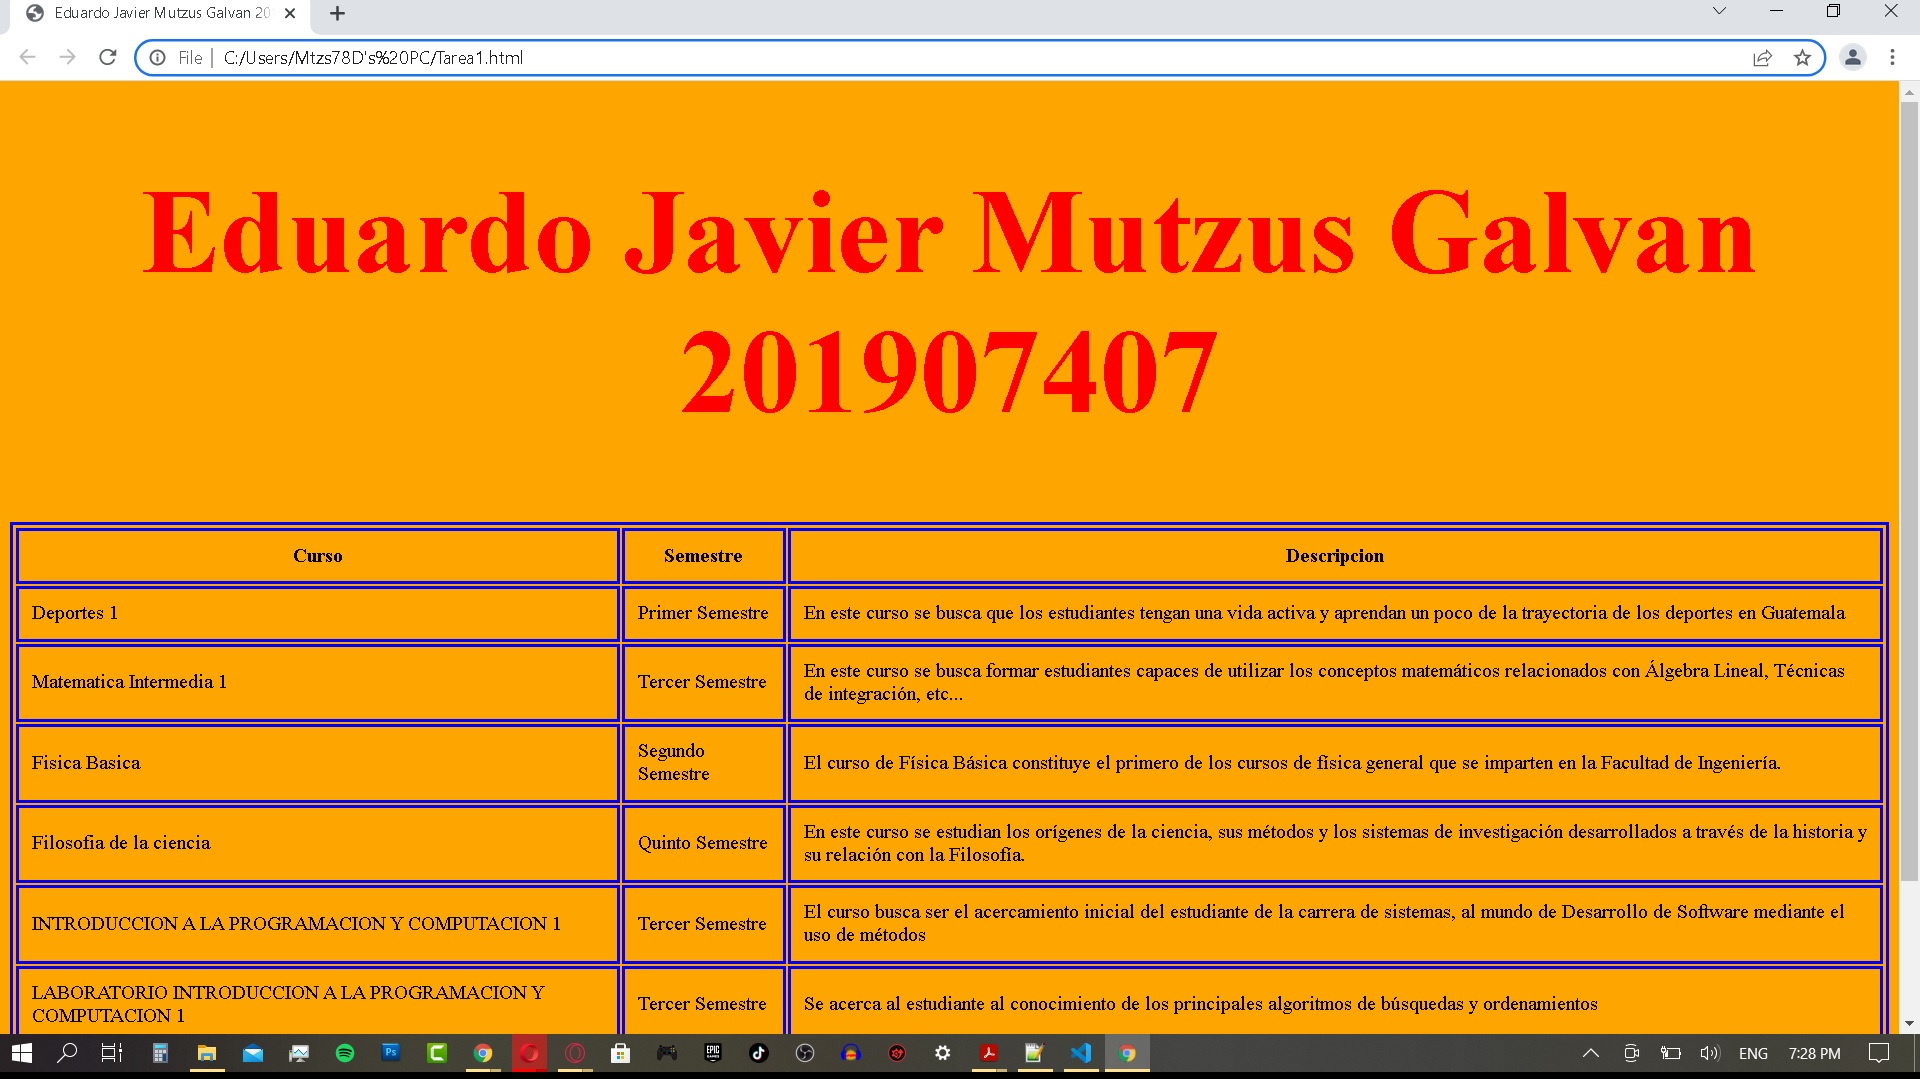 Eduardo Javier Mutzus Galvan 20
File | C:/Users/Mtzs78D's%20PC/Tarea1.html
Eduardo Javier Mutzus Galvan
201907407
Curso Semestre Descripcion
Deportes 1 Primer Semestre En este curso se busca que los estudiantes tengan una vida activa y aprendan un poco de la trayectoria de los deportes en Guatemala
Matematica Intermedia 1 Tercer Semestre En este curso se busca formar estudiantes capaces de utilizar los conceptos matemáticos relacionados con Álgebra Lineal, Técnicas
de integración, etc...
Fisica Basica Segundo
Semestre El curso de Física Básica constituye el primero de los cursos de física general que se imparten en la Facultad de Ingeniería.
Filosofia de la ciencia Quinto Semestre En este curso se estudian los orígenes de la ciencia, sus métodos y los sistemas de investigación desarrollados a través de la historia y
su relación con la Filosofía.
INTRODUCCION A LA PROGRAMACION Y COMPUTACION 1 Tercer Semestre El curso busca ser el acercamiento inicial del estudiante de la carrera de sistemas, al mundo de Desarrollo de Software mediante el
uso de métodos
LABORATORIO INTRODUCCION A LA PROGRAMACION Y
COMPUTACION 1 Tercer Semestre Se acerca al estudiante al conocimiento de los principales algoritmos de búsquedas y ordenamientos
Ps
EPIC
GAMES
ENG
7:28 PM